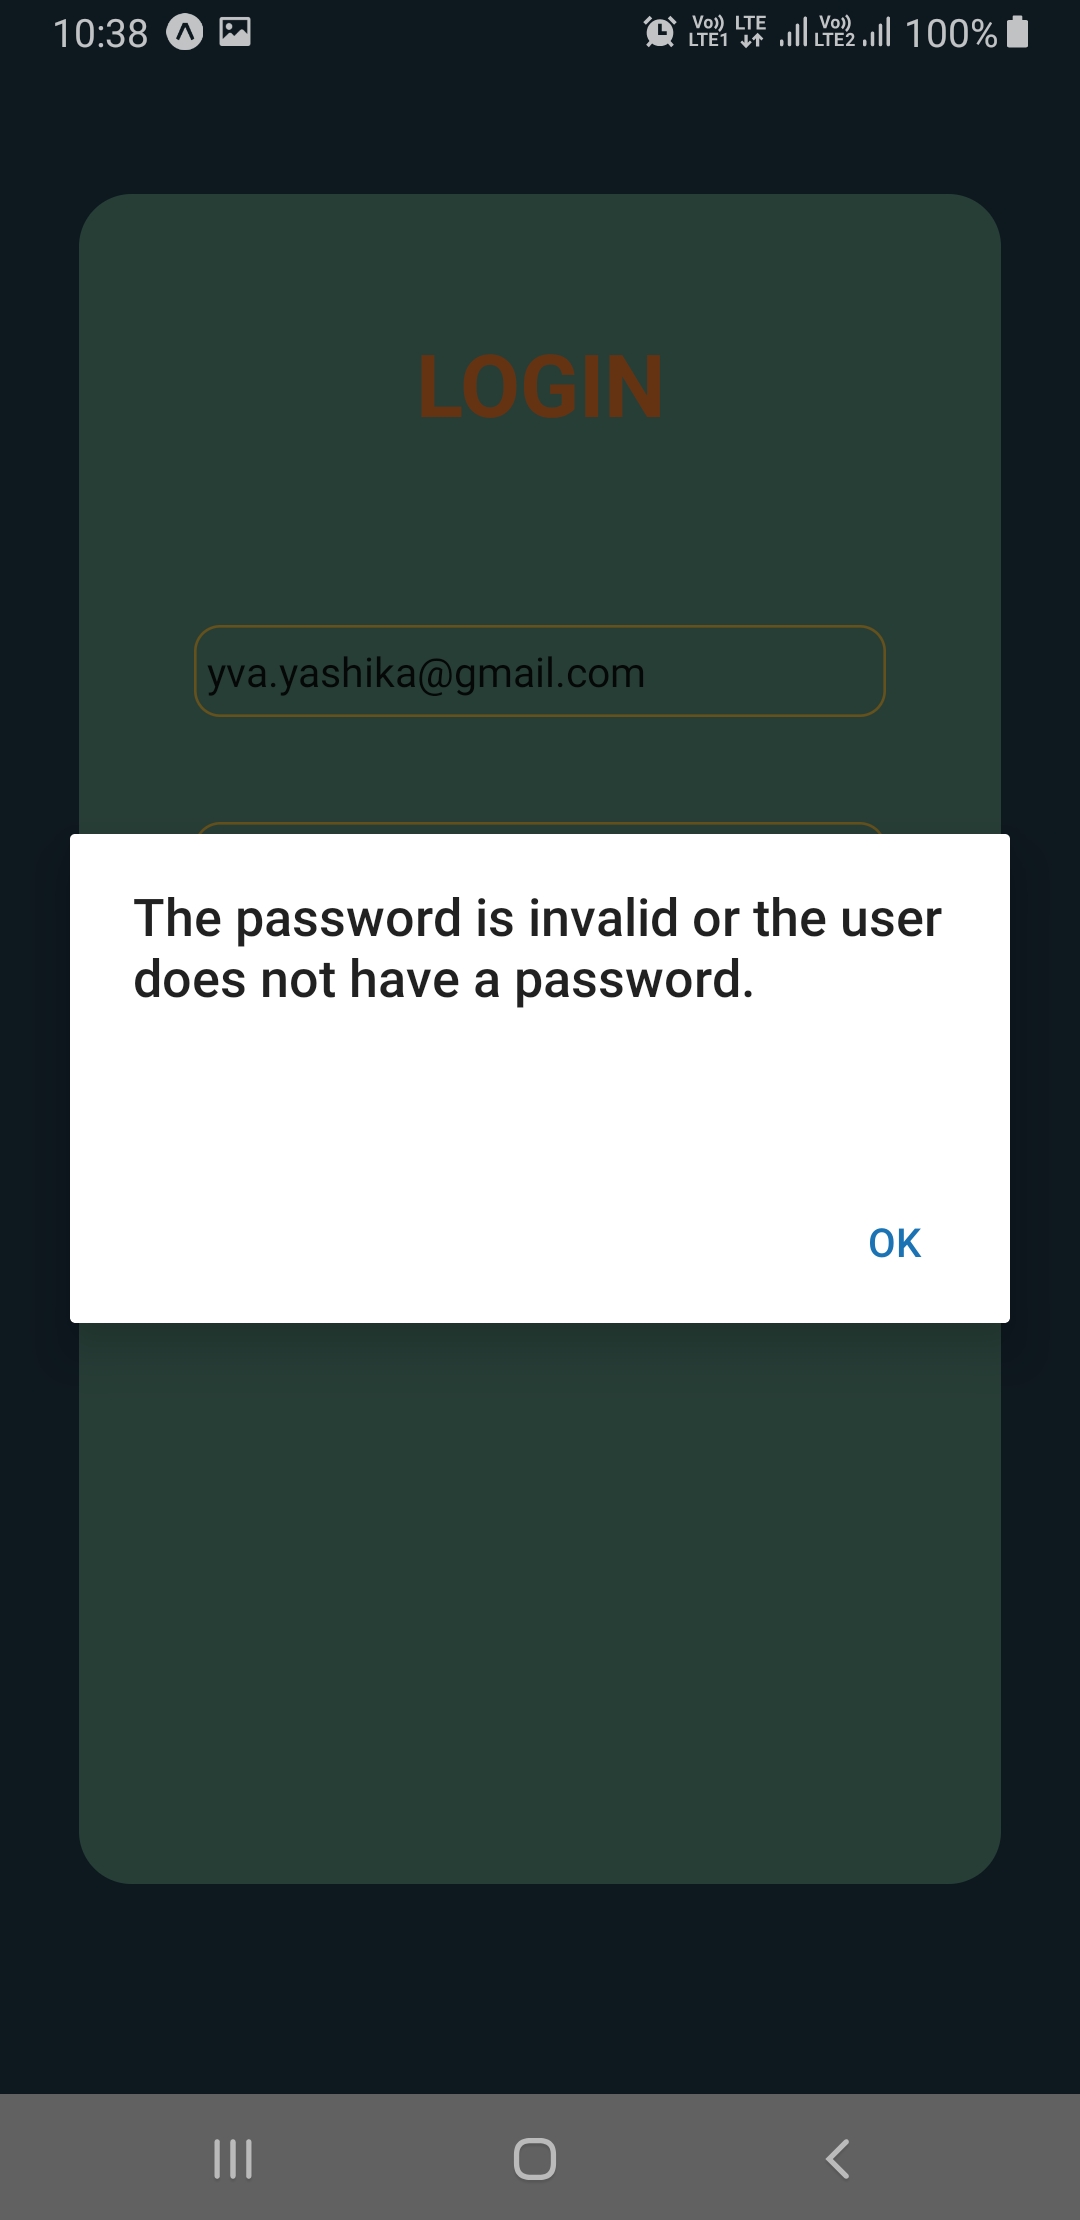 10:38
Vo)) LTE1 LTE Vo)) LTE2 100%
LOGIN
yva.yashika@gmail.com
The password is invalid or the user
does not have a password.
OK